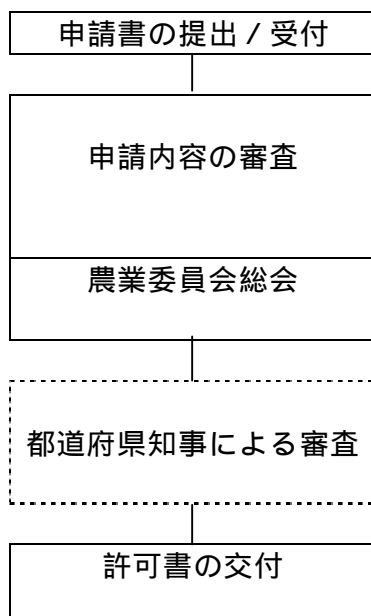 申請書の提出 / 受付
申請内容の審査
農業委員会総会
都道府県知事による審査
許可書の交付